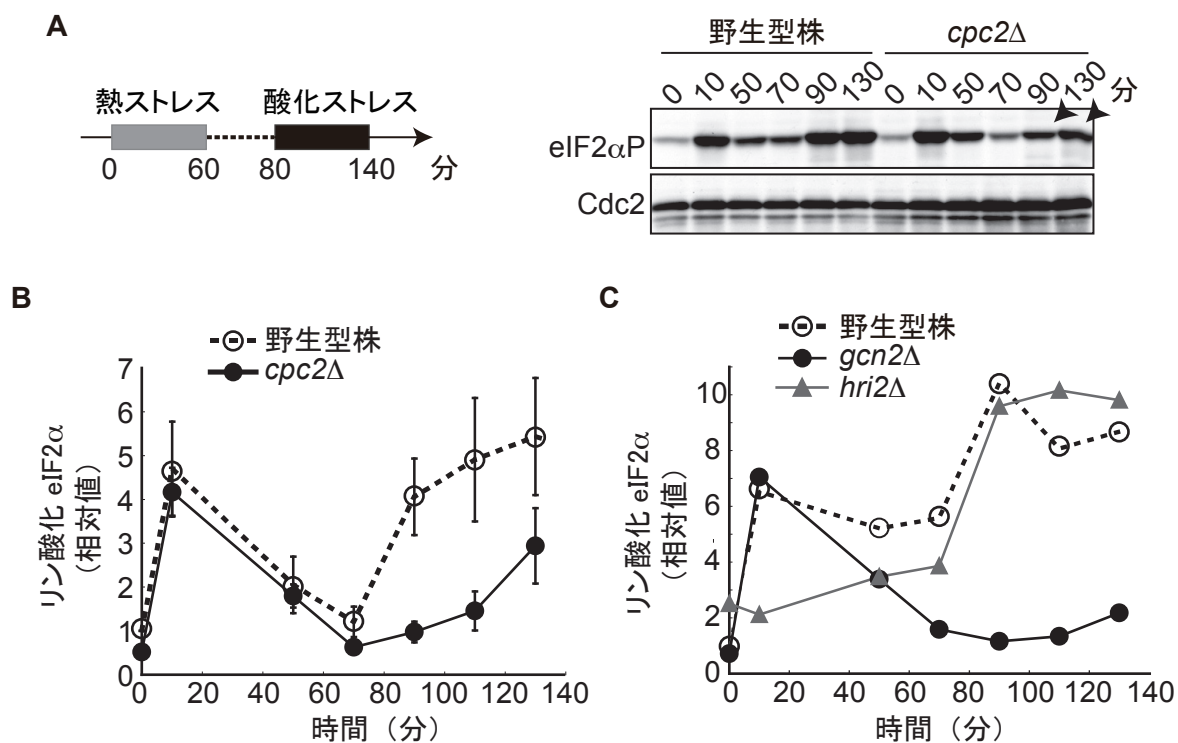 A
熱ストレス 酸化ストレス
0 60 80 140 分
野生型株 cpc2Δ
0 10 50 70 90 130 0 10 50 70 90 130 分
eIF2αP
Cdc2
B
野生型株
cpc2Δ
リン酸化 eIF2α
（相対値）
7
6
5
4
3
2
1
0
0 20 40 60 80 100 120 140
時間（分）
C
野生型株
gcn2Δ
hri2Δ
リン酸化 eIF2α
（相対値）
10
8
6
4
2
0
0 20 40 60 80 100 120 140
時間（分）